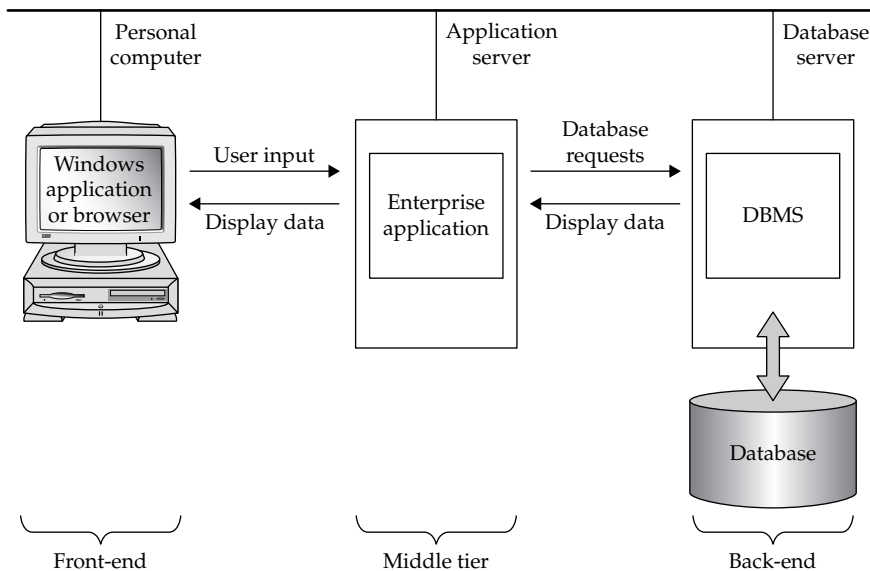 Personal
computer
Application
server
Database
server
Windows
application
or browser
User input
Display data
Enterprise
application
Database
requests
Display data
DBMS
Database
Front-end
Middle tier
Back-end